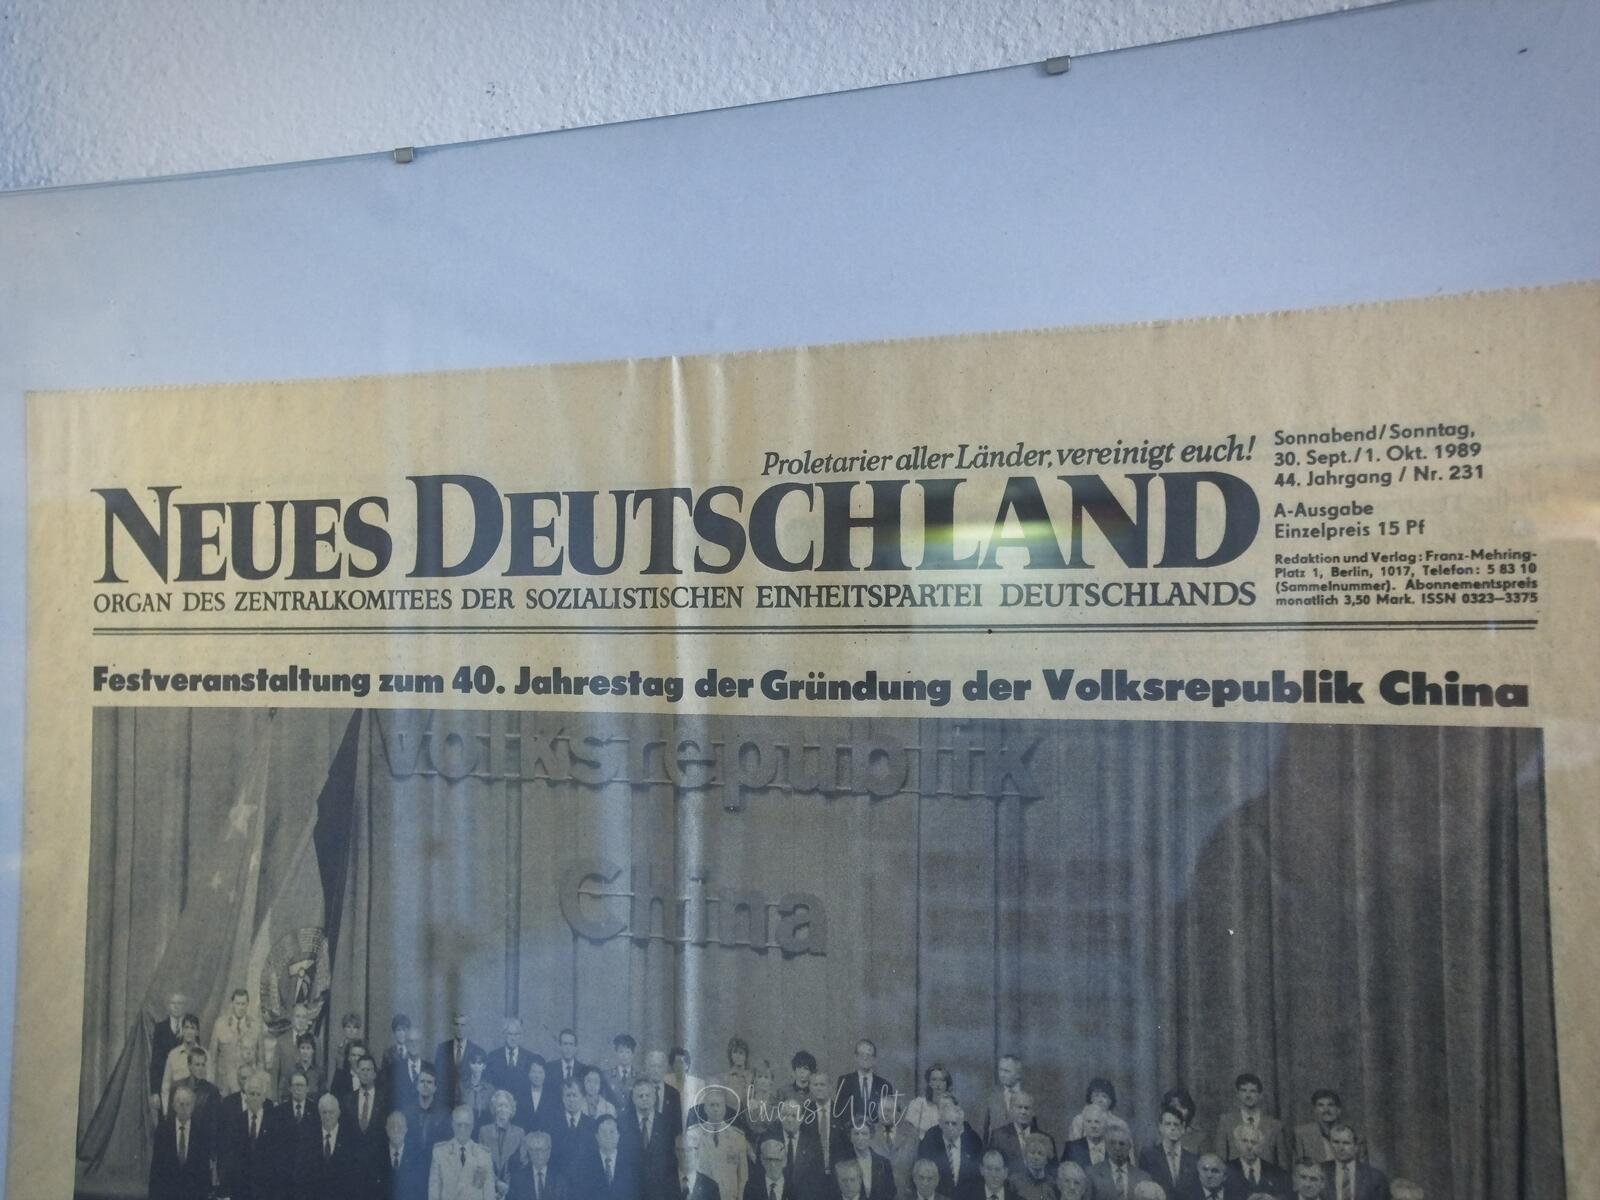 Proletarier aller Länder, vereinigt euch!
NEUES DEUTSCHLAND
ORGAN DES ZENTRALKOMITEES DER SOZIALISTISCHEN EINHEITSPARTEI DEUTSCHLANDS
Sonnabend/Sonntag,
30. Sept./1. Okt. 1989
44. Jahrgang / Nr. 231
A-Ausgabe
Einzelpreis 15 Pf
Redaktion und Verlag: Franz-Mehring-
Platz 1, Berlin, 1017, Telefon: 5 83 10
(Sammelnummer). Abonnementspreis
monatlich 3,50 Mark. ISSN 0323–3375
Festveranstaltung zum 40. Jahrestag der Gründung der Volksrepublik China
Volksrepublik
China
Olivers Welt